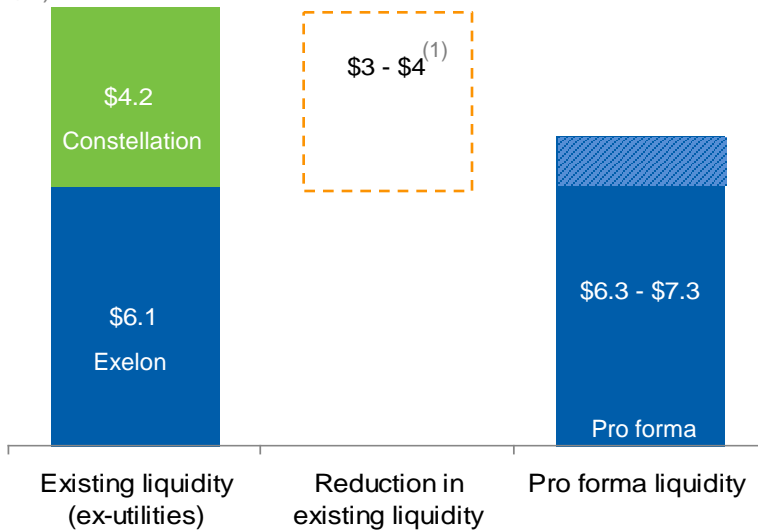 $4.2
Constellation
$6.1
Exelon
$3 - $4(1)
$6.3 - $7.3
Pro forma
Existing liquidity
(ex-utilities)
Reduction in
existing liquidity
Pro forma liquidity